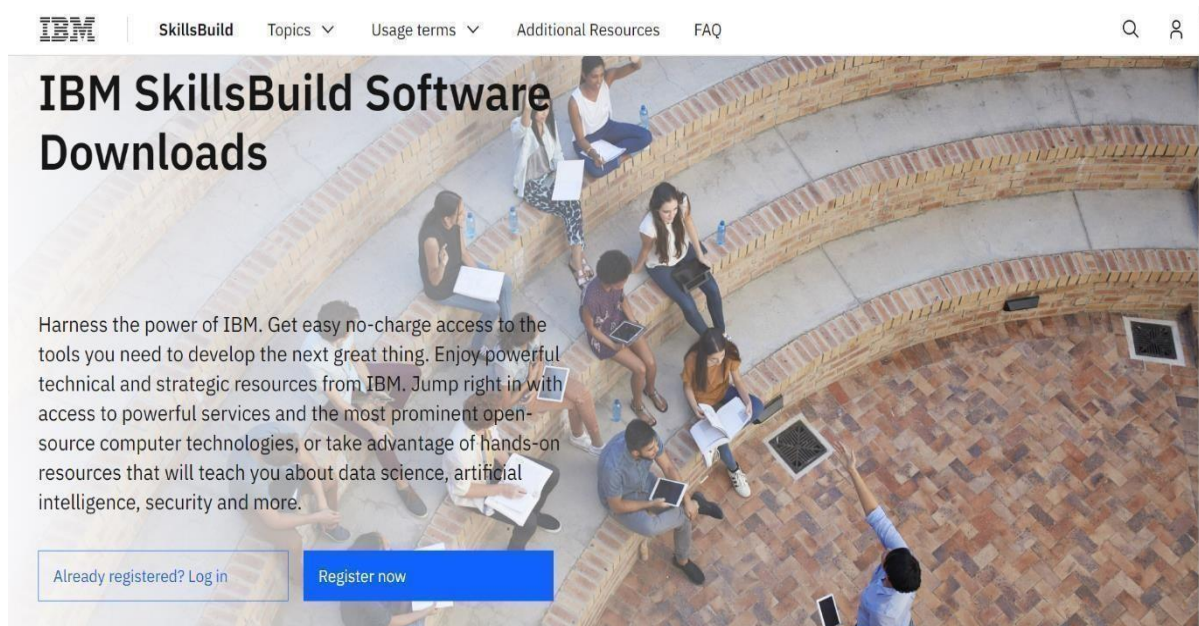 IBM SkillsBuild Topics Usage terms Additional Resources FAQ
IBM SkillsBuild Software
Downloads
Harness the power of IBM. Get easy no-charge access to the
tools you need to develop the next great thing. Enjoy powerful
technical and strategic resources from IBM. Jump right in with
access to powerful services and the most prominent open-
source computer technologies, or take advantage of hands-on
resources that will teach you about data science, artificial
intelligence, security and more.
Already registered? Log in Register now